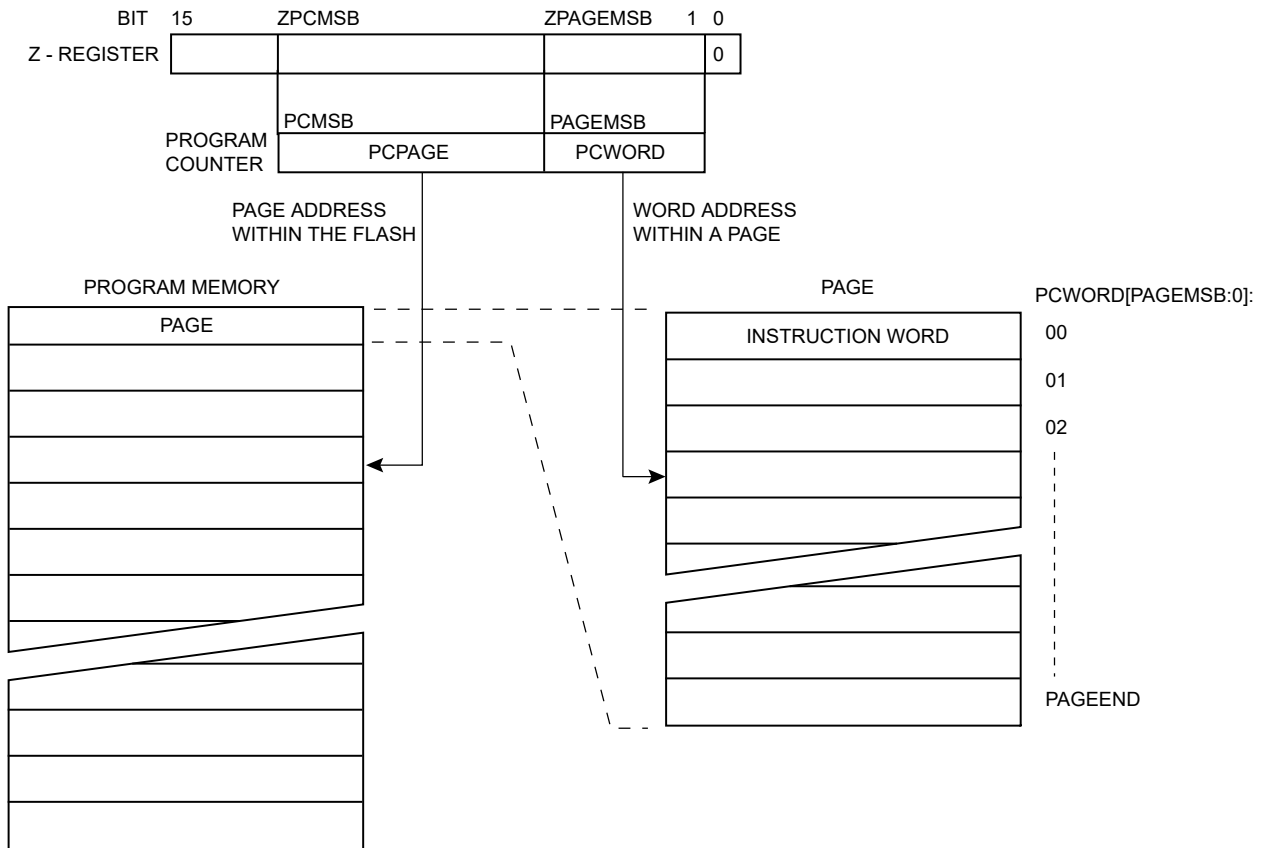 BIT 15 ZPCMSB ZPAGEMSB 1 0
Z - REGISTER 0
PCMSB PAGEMSB
PROGRAM
COUNTER
PCPAGE PCWORD
PAGE ADDRESS
WITHIN THE FLASH
WORD ADDRESS
WITHIN A PAGE
PROGRAM MEMORY
PAGE
PAGE
PCWORD[PAGEMSB:0]:
INSTRUCTION WORD 00
01
02
PAGEEND